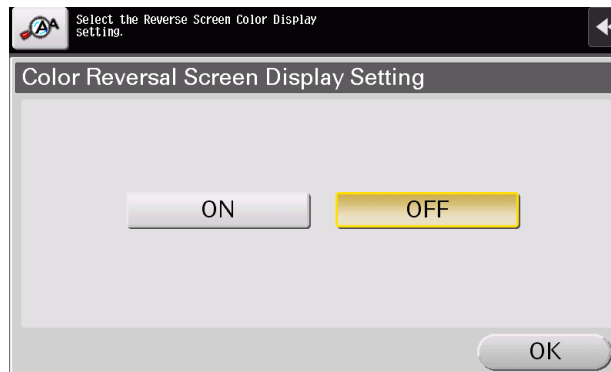 Select the Reverse Screen Color Display
setting.
Color Reversal Screen Display Setting
ON OFF
OK